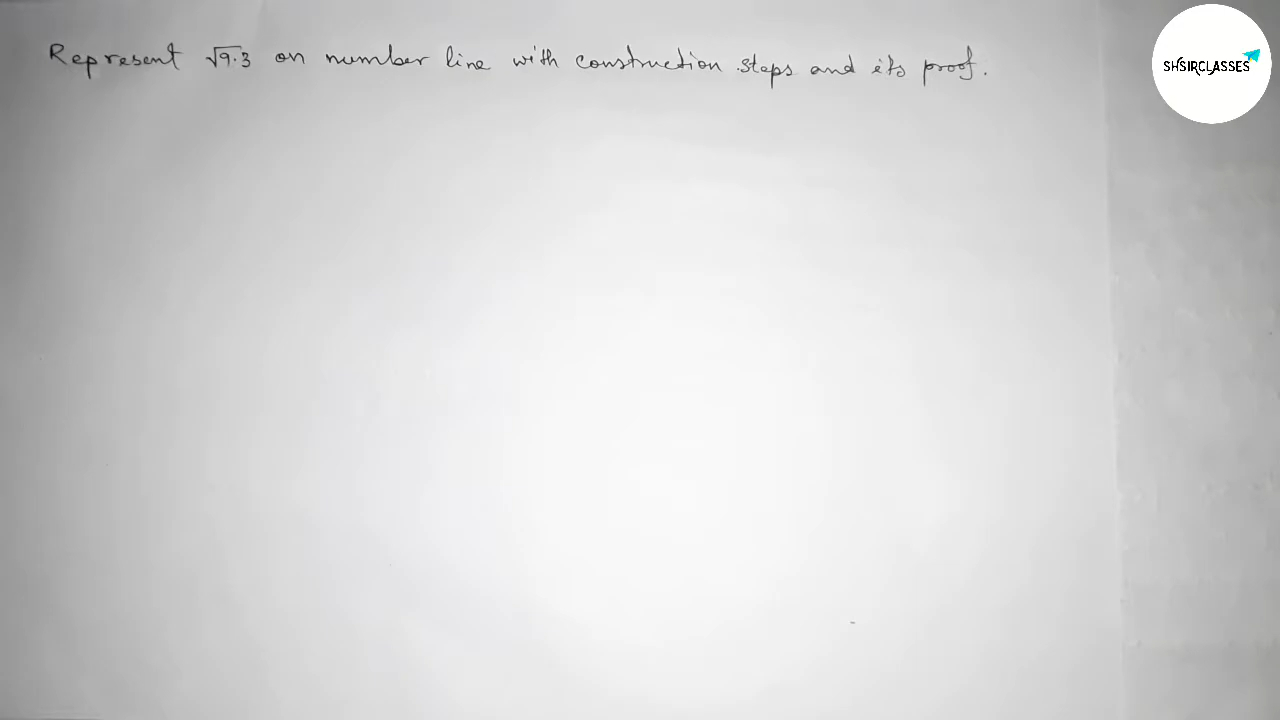 Represent √9.3 on number line with construction steps and its proof.
SHSIRCLASSES